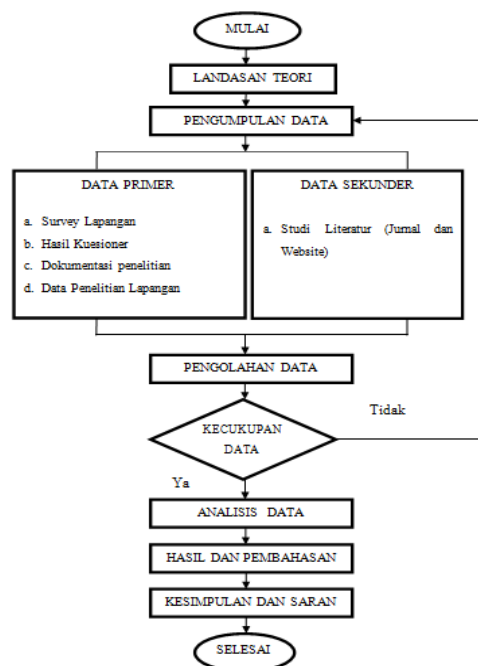 MULAI
LANDASAN TEORI
PENGUMPULAN DATA
DATA PRIMER
a. Survey Lapangan
b. Hasil Kuesioner
c. Dokumentasi penelitian
d. Data Penelitian Lapangan
DATA SEKUNDER
a. Studi Literatur (Jurnal dan
Website)
PENGOLAHAN DATA
KECUKUPAN
DATA
Tidak
Ya
ANALISIS DATA
HASIL DAN PEMBAHASAN
KESIMPULAN DAN SARAN
SELESAI